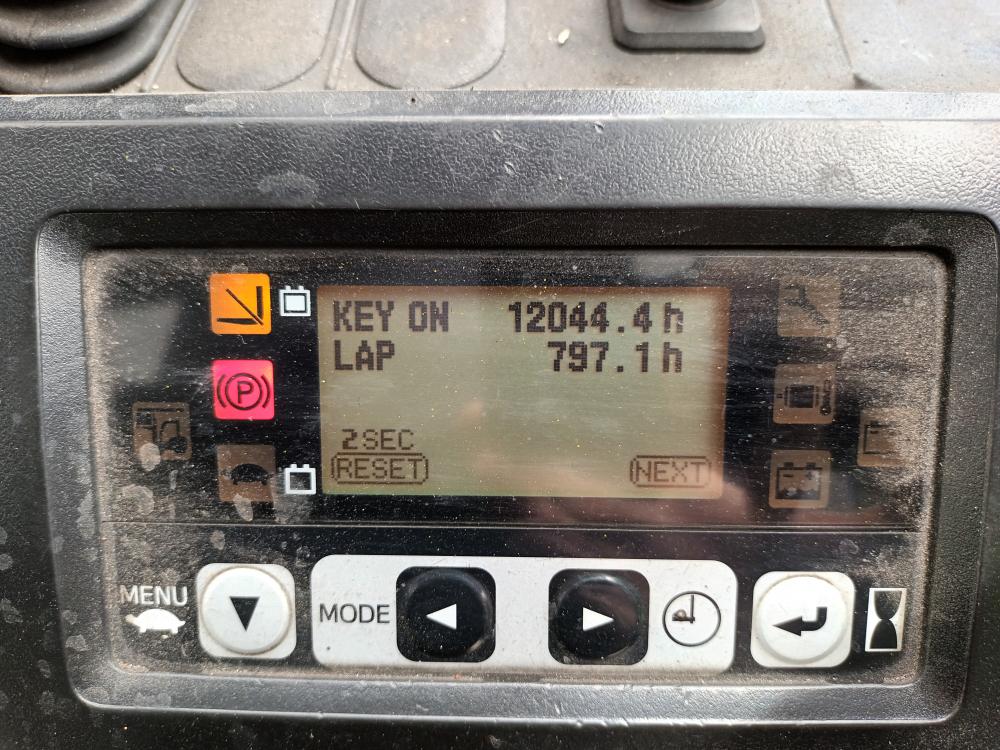 KEY ON 12044.4 h
LAP 797.1 h
2 SEC
RESET NEXT
P
MENU
MODE